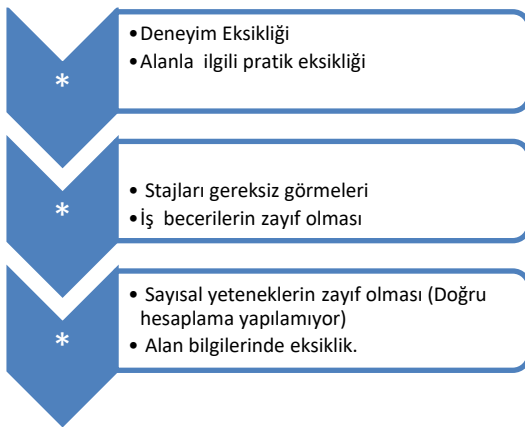 *
•Deneyim Eksikliği
•Alanla ilgili pratik eksikliği
*
• Stajları gereksiz görmeleri
•İş becerilerin zayıf olması
*
• Sayısal yeteneklerin zayıf olması (Doğru
hesaplama yapılamıyor)
• Alan bilgilerinde eksiklik.